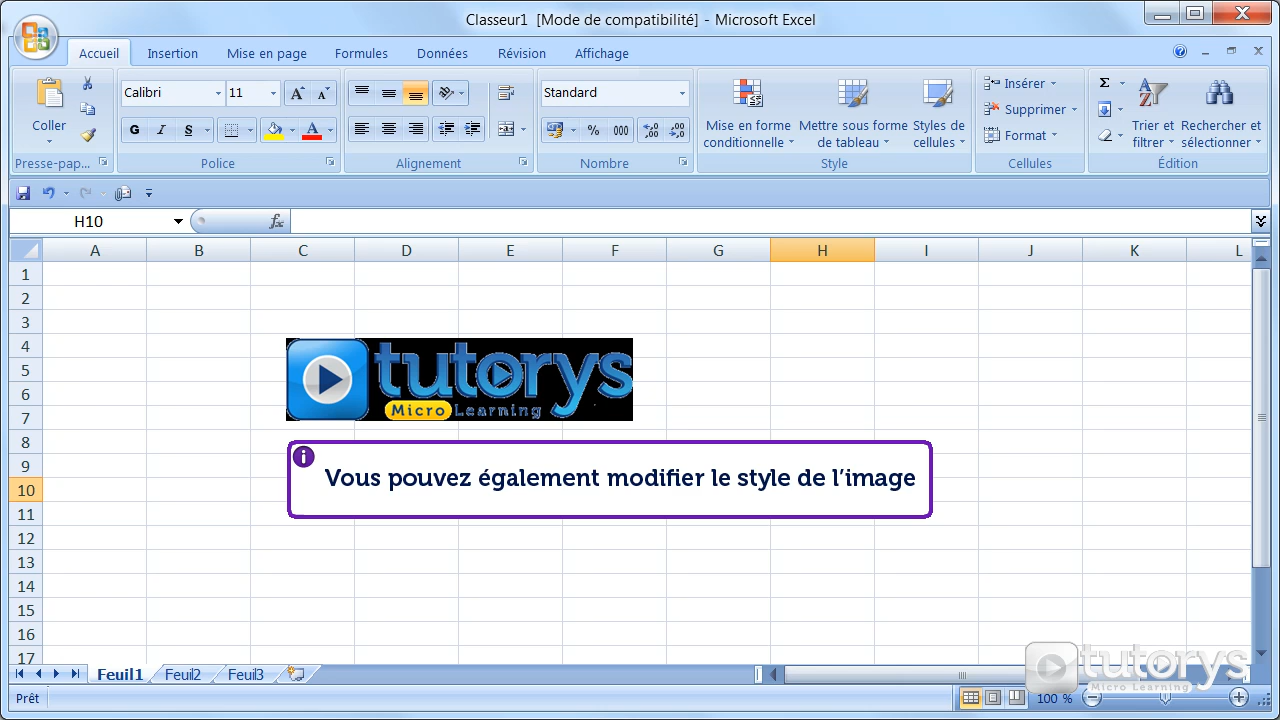 Classeur1 [Mode de compatibilité] - Microsoft Excel
Accueil Insertion Mise en page Formules Données Révision Affichage
Coller
Presse-pap...
Calibri 11
G I S
Police
Alignement
Standard
% 000
Nombre
Mise en forme conditionnelle
Mettre sous forme de tableau
Styles de cellules
Style
Insérer
Supprimer
Format
Cellules
Σ
Trier et filtrer
Rechercher et sélectionner
Édition
H10 fx
A B C D E F G H I J K L
1
2
3
4
5
6
7
8
9
10
11
12
13
14
15
16
17
tutorys
Micro Learning
Vous pouvez également modifier le style de l'image
Feuil1 Feuil2 Feuil3
tutorys
Micro Learning
Prêt 100 %